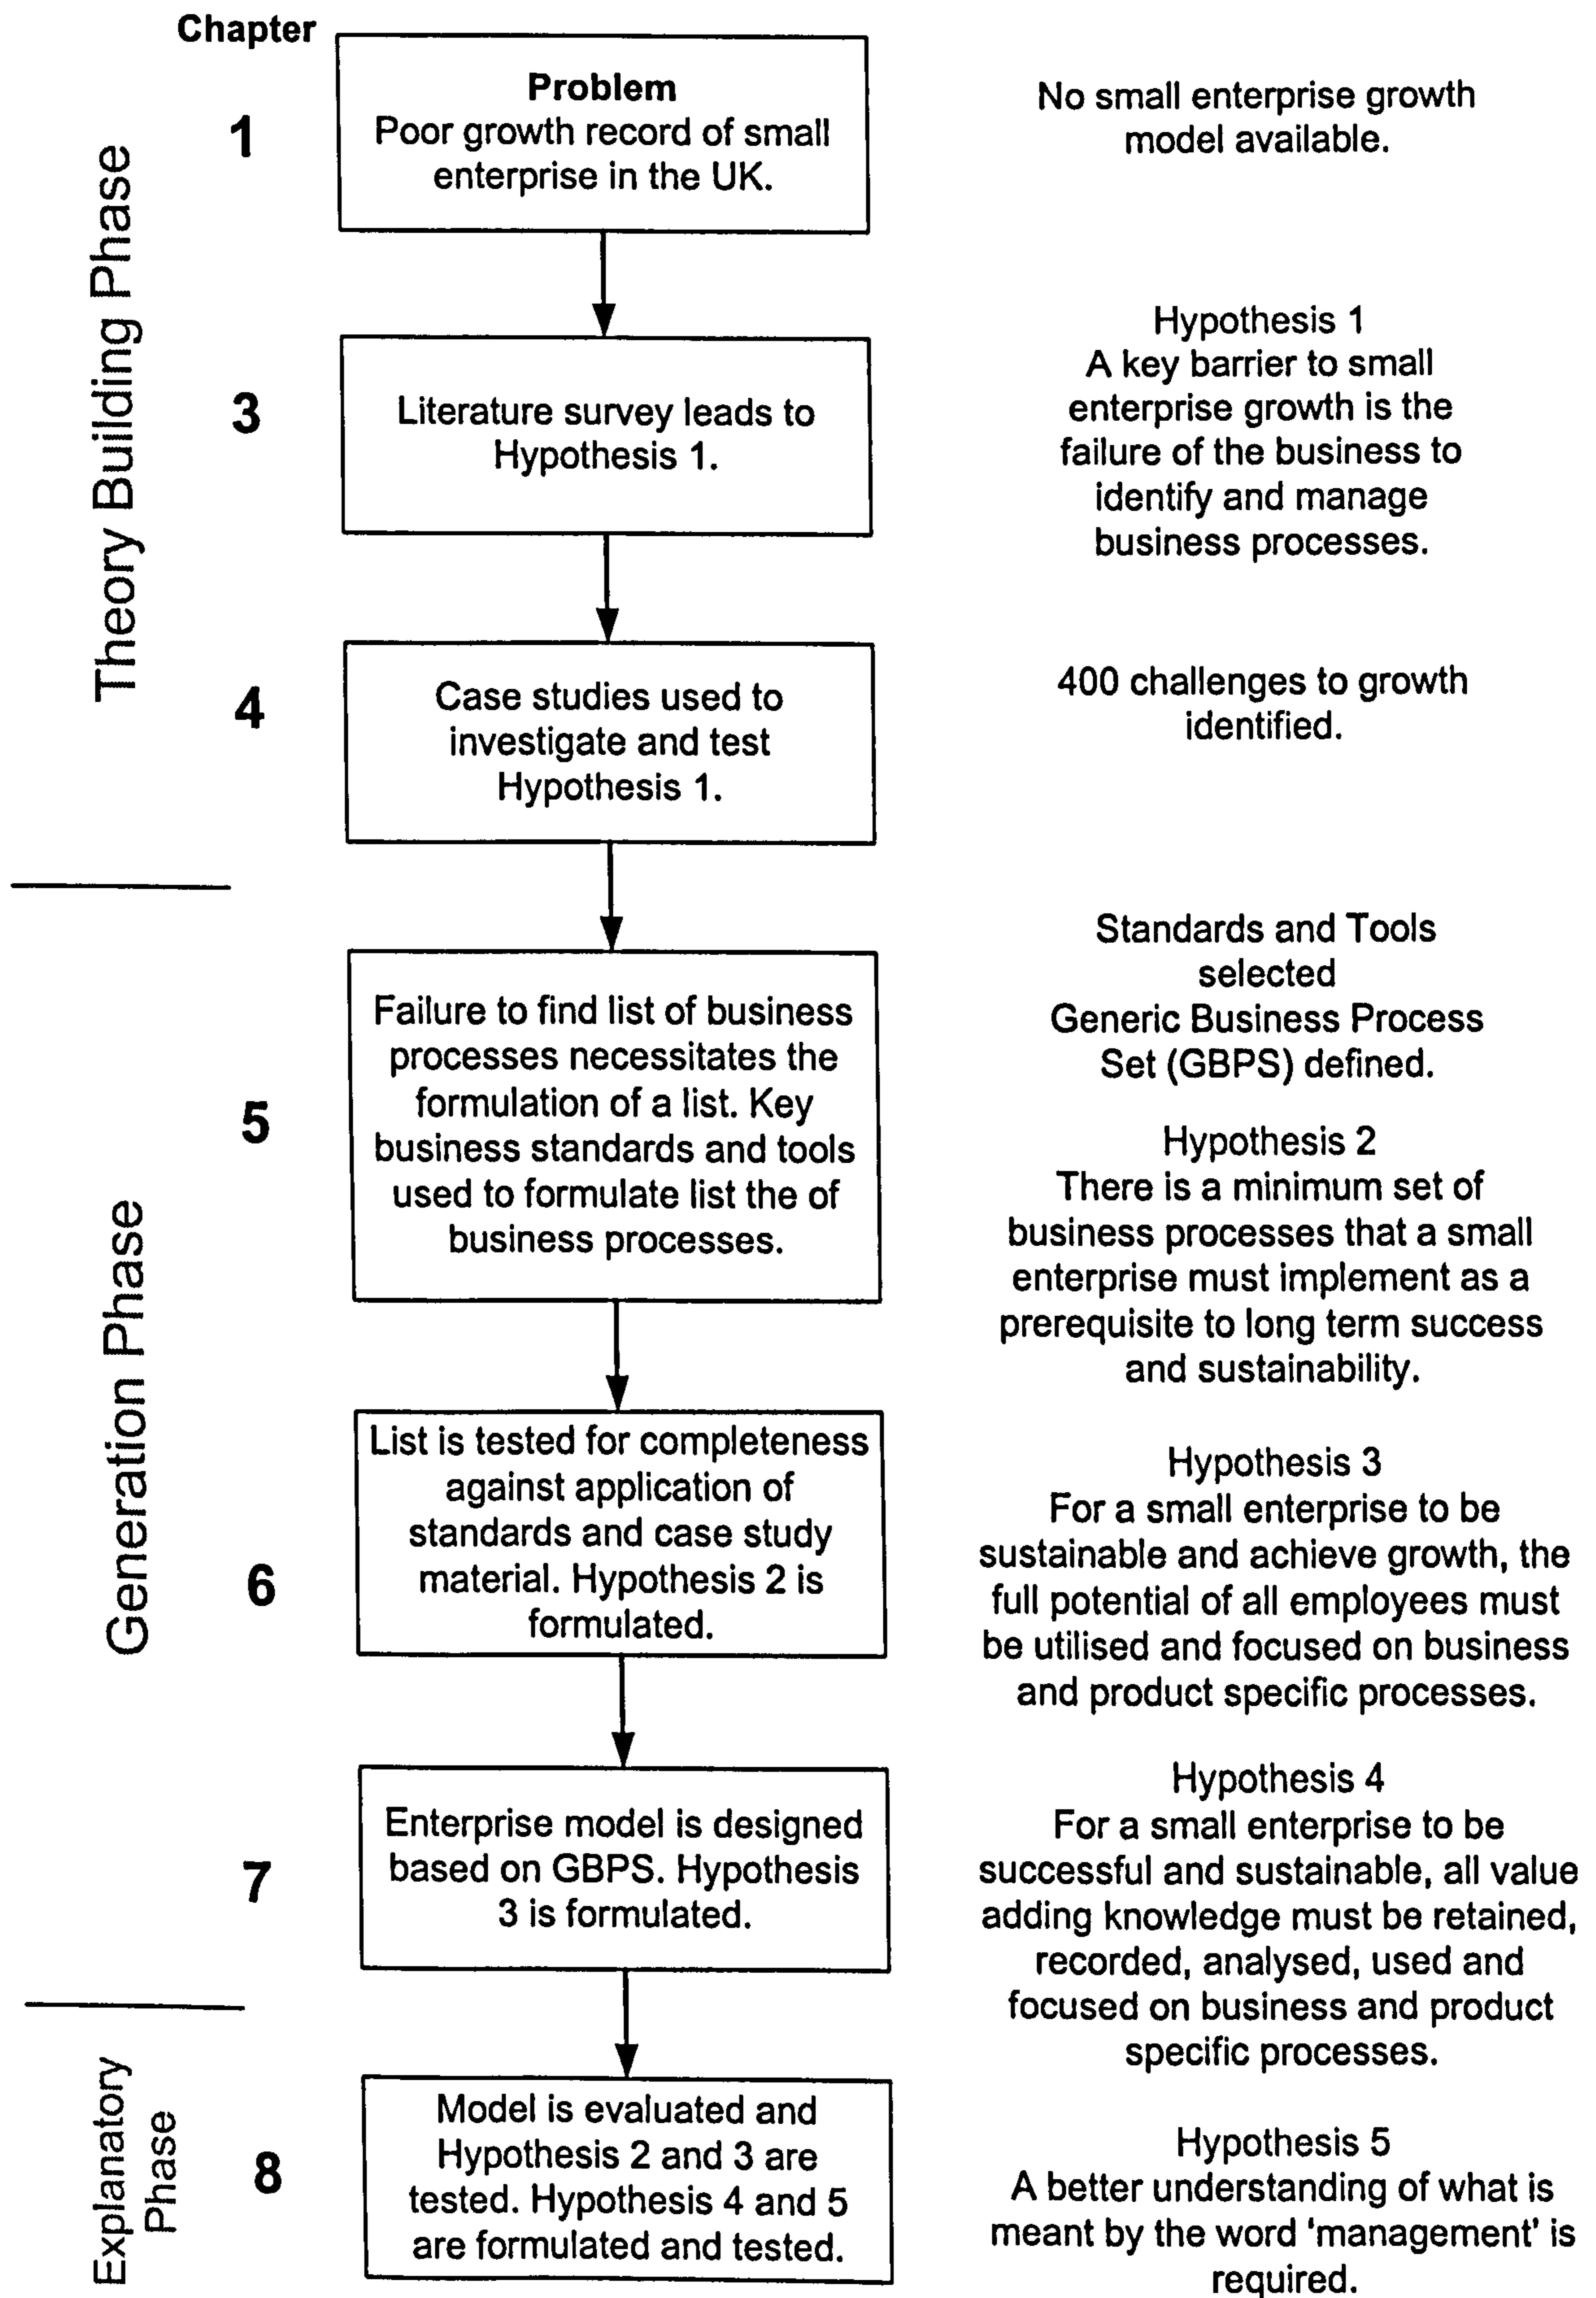 Chapter
Theory Building Phase
1
Problem
Poor growth record of small
enterprise in the UK.
No small enterprise growth
model available.
3
Literature survey leads to
Hypothesis 1.
Hypothesis 1
A key barrier to small
enterprise growth is the
failure of the business to
identify and manage
business processes.
4
Case studies used to
investigate and test
Hypothesis 1.
400 challenges to growth
identified.
Generation Phase
5
Failure to find list of business
processes necessitates the
formulation of a list. Key
business standards and tools
used to formulate list the of
business processes.
Standards and Tools
selected
Generic Business Process
Set (GBPS) defined.
Hypothesis 2
There is a minimum set of
business processes that a small
enterprise must implement as a
prerequisite to long term success
and sustainability.
6
List is tested for completeness
against application of
standards and case study
material. Hypothesis 2 is
formulated.
Hypothesis 3
For a small enterprise to be
sustainable and achieve growth, the
full potential of all employees must
be utilised and focused on business
and product specific processes.
7
Enterprise model is designed
based on GBPS. Hypothesis
3 is formulated.
Hypothesis 4
For a small enterprise to be
successful and sustainable, all value
adding knowledge must be retained,
recorded, analysed, used and
focused on business and product
specific processes.
Explanatory
Phase
8
Model is evaluated and
Hypothesis 2 and 3 are
tested. Hypothesis 4 and 5
are formulated and tested.
Hypothesis 5
A better understanding of what is
meant by the word 'management' is
required.